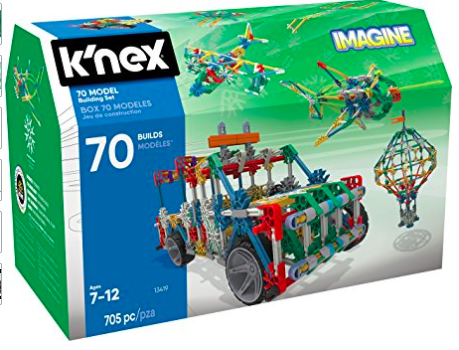 K'nex
IMAGINE
70 MODEL
Building Set
BOX 70 MODELES
Jeu de construction
70 BUILDS
MODÈLES*
Ages
7-12
13419
705 pc/pza